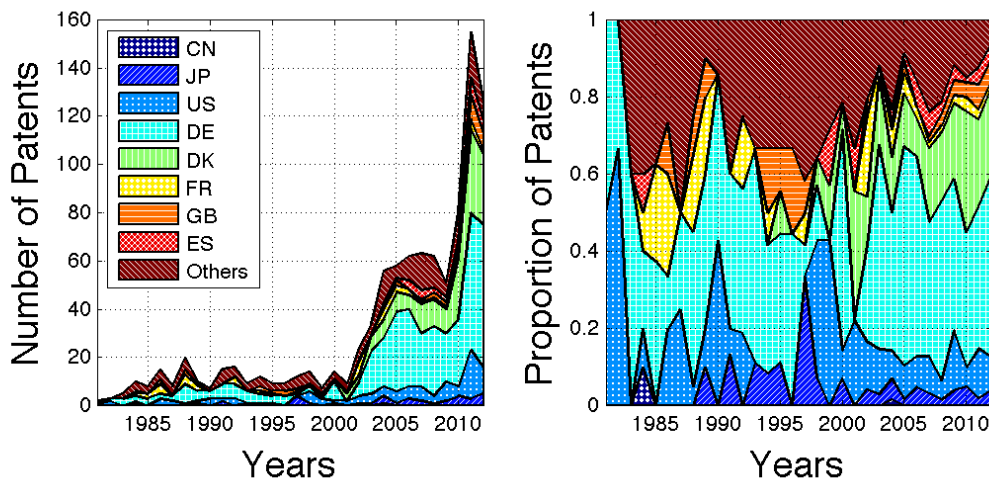 Number of Patents
160
140
120
100
80
60
40
20
0
CN
JP
US
DE
DK
FR
GB
ES
Others
1985 1990 1995 2000 2005 2010
Years
Proportion of Patents
1
0.8
0.6
0.4
0.2
0
1985 1990 1995 2000 2005 2010
Years